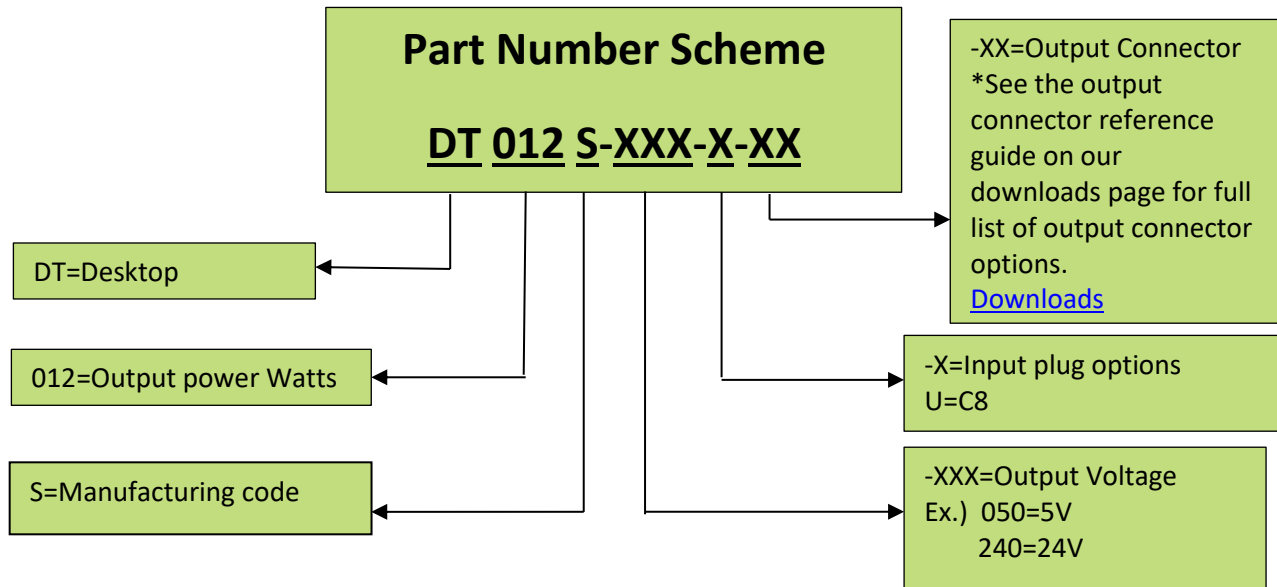 Part Number Scheme
DT 012 S-XXX-X-XX
-XX=Output Connector
*See the output
connector reference
guide on our
downloads page for full
list of output connector
options.
Downloads
DT=Desktop
012=Output power Watts
-X=Input plug options
U=C8
S=Manufacturing code
-XXX=Output Voltage
Ex.) 050=5V
240=24V